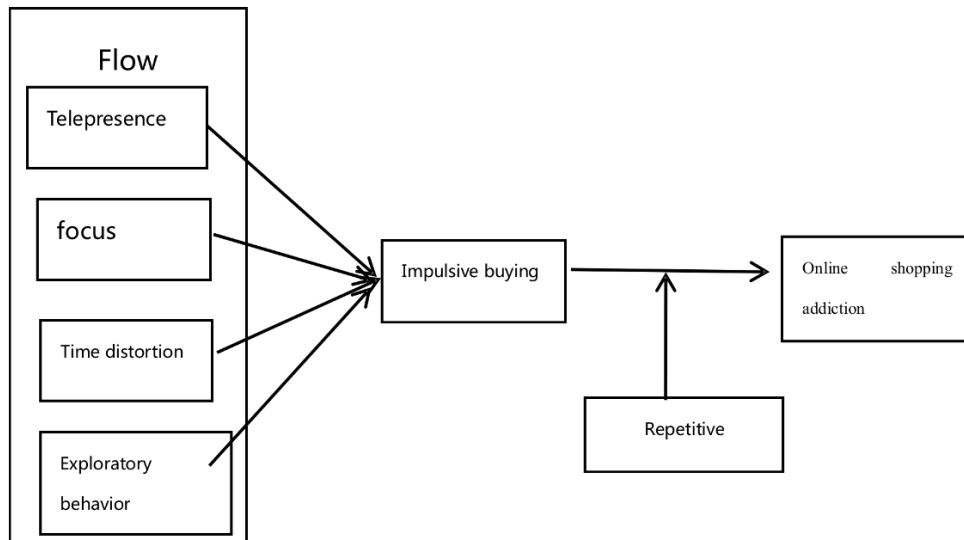 Flow
Telepresence
focus
Time distortion
Exploratory
behavior
Impulsive buying
Repetitive
Online shopping
addiction